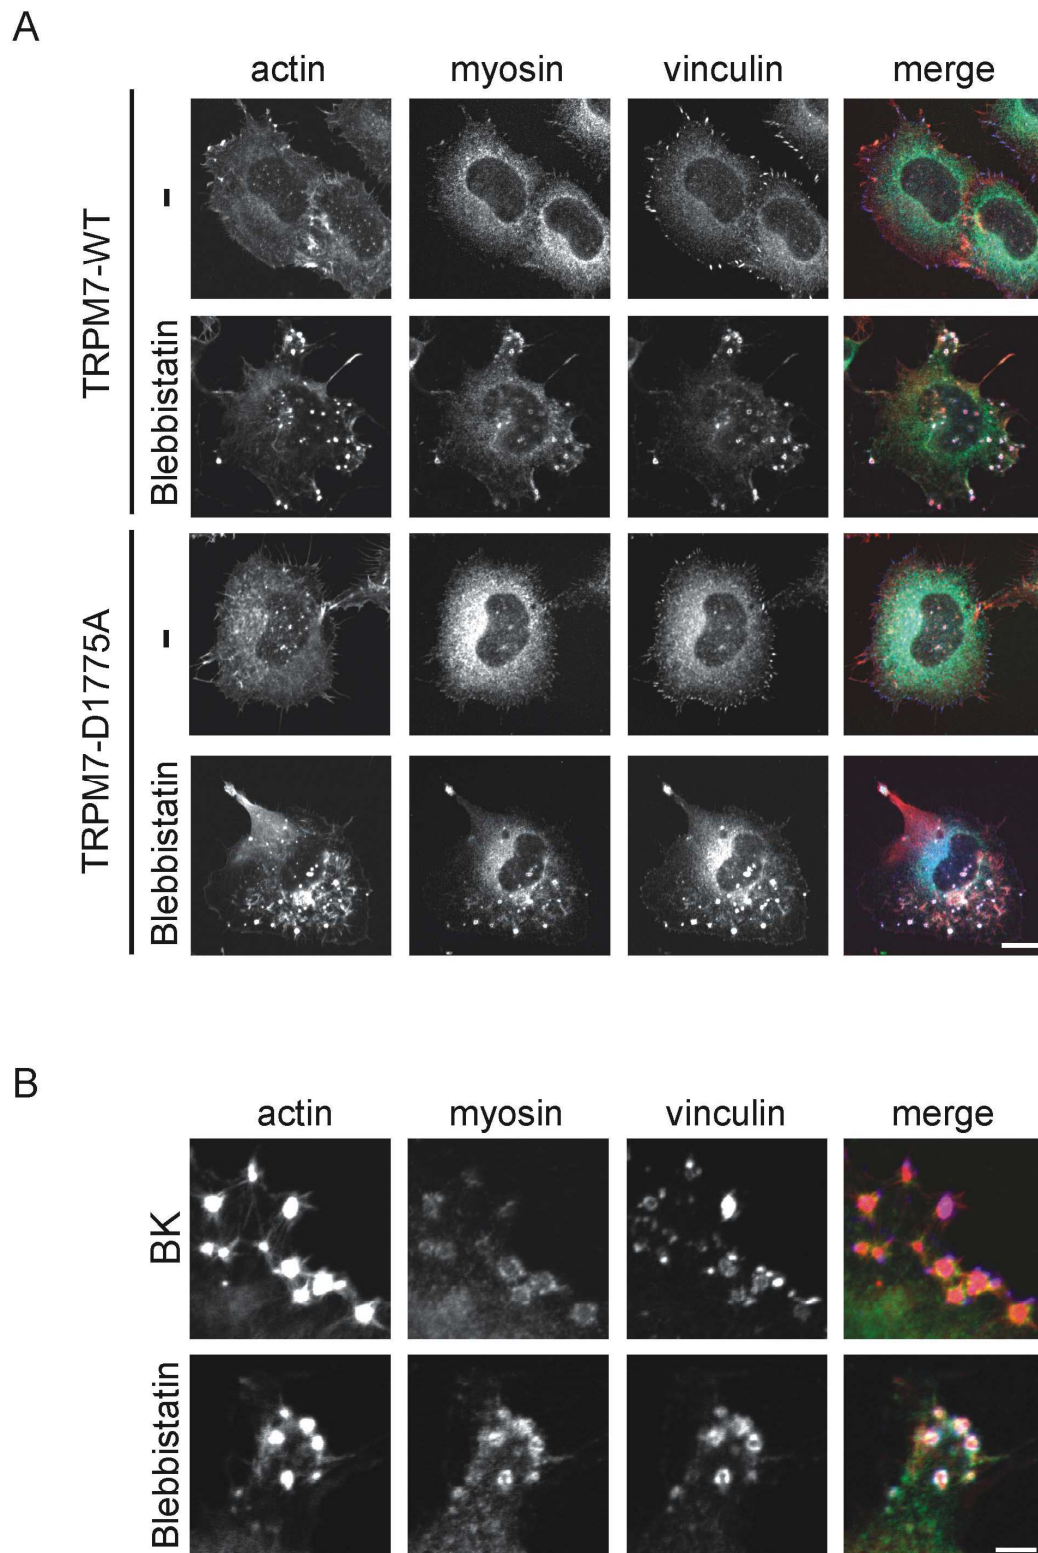 A
actin myosin vinculin merge
TRPM7-WT
–
Blebbistatin
TRPM7-D1775A
–
Blebbistatin
B
actin myosin vinculin merge
BK
Blebbistatin